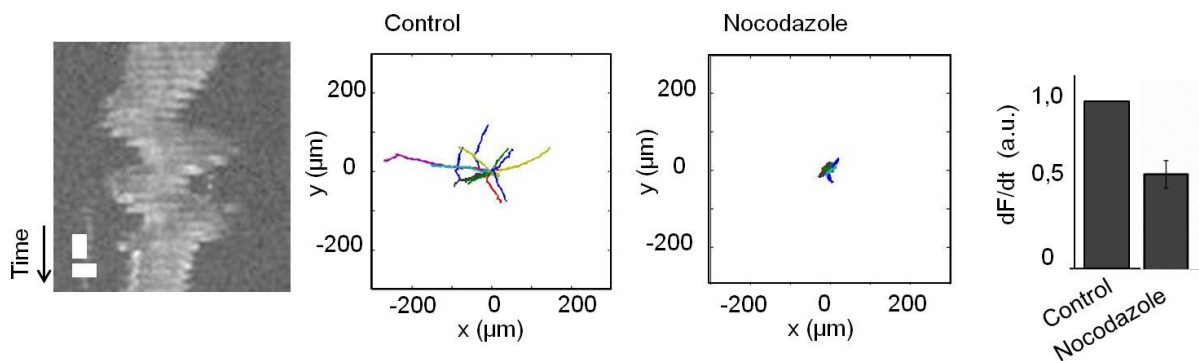 Time
Control
200
0
-200
y (µm)
-200
0
200
x (µm)
Nocodazole
200
0
-200
y (µm)
-200
0
200
x (µm)
dF/dt (a.u.)
1,0
0,5
0
Control
Nocodazole